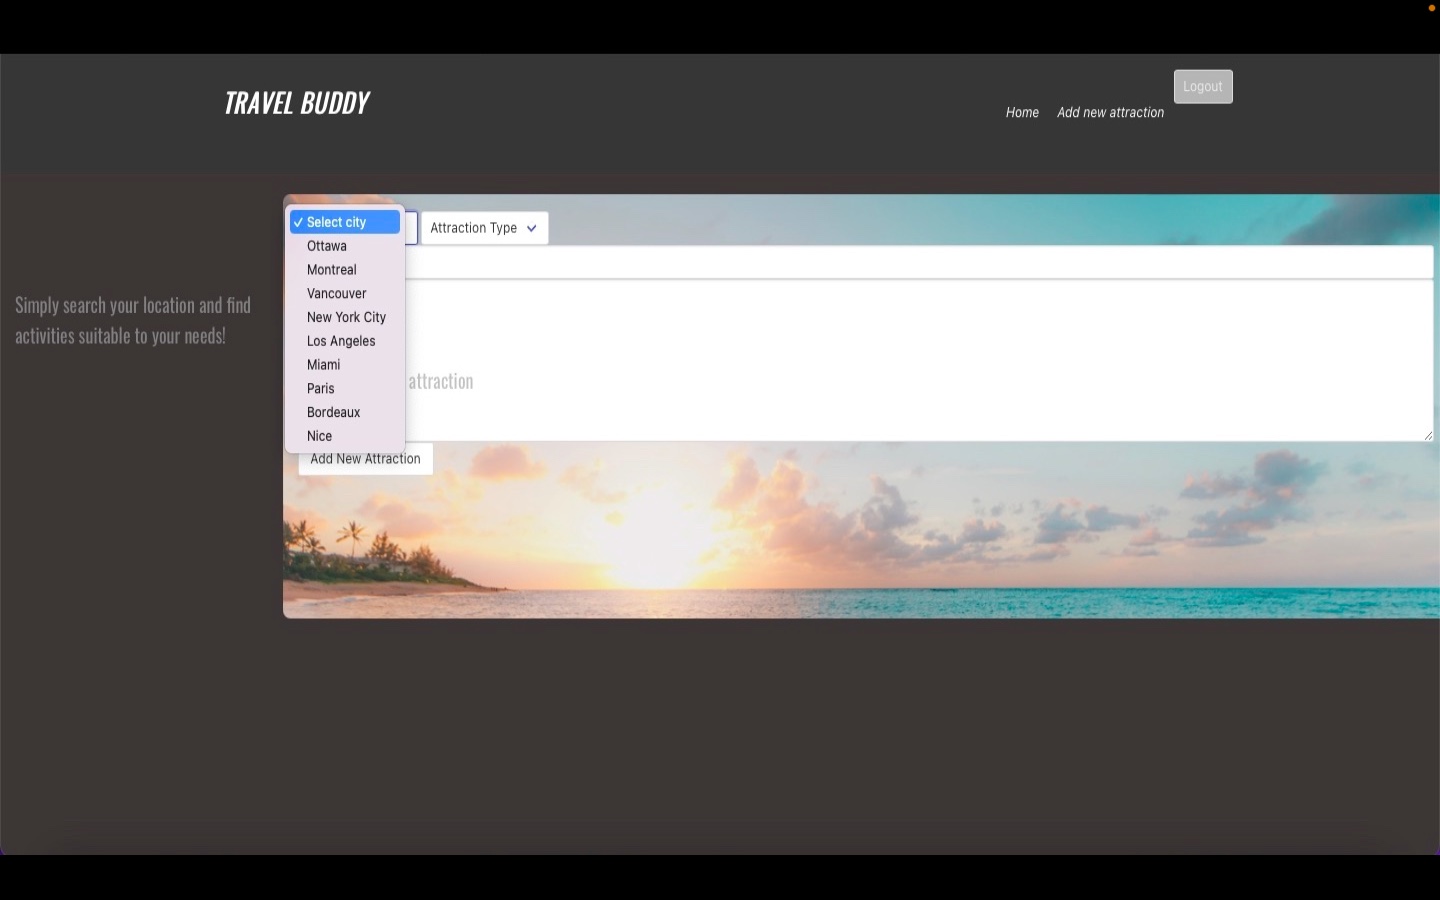 TRAVEL BUDDY
Home Add new attraction Logout
✓ Select city
Ottawa
Montreal
Vancouver
New York City
Los Angeles
Miami
Paris
Bordeaux
Nice
Attraction Type
Simply search your location and find
activities suitable to your needs!
attraction
Add New Attraction